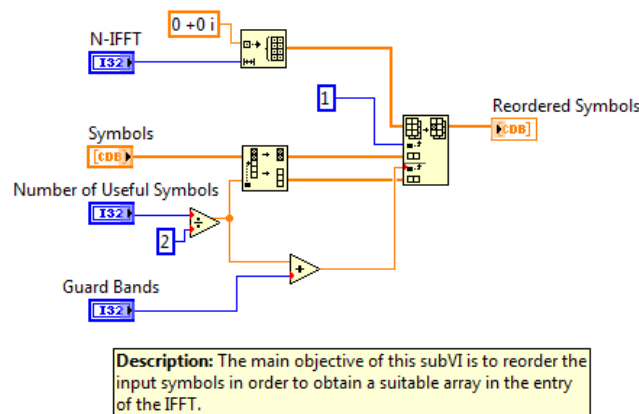 0 +0 i
N-IFFT
I32
1
Reordered Symbols
CDB
Symbols
CDB
Number of Useful Symbols
I32
÷
2
+
Guard Bands
I32
Description: The main objective of this subVI is to reorder the
input symbols in order to obtain a suitable array in the entry
of the IFFT.